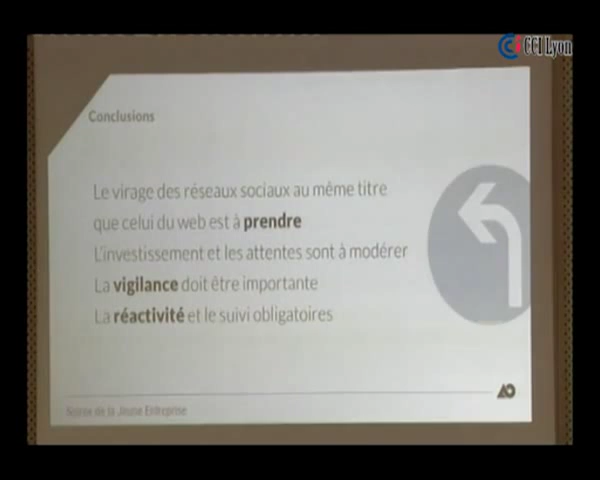 CCI Lyon
Conclusions
Le virage des réseaux sociaux au même titre
que celui du web est à prendre
L'investissement et les attentes sont à modérer
La vigilance doit être importante
La réactivité et le suivi obligatoires
Soirée de la Jeune Entreprise